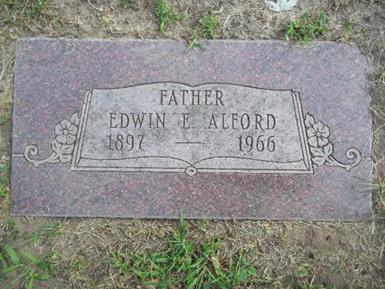 FATHER
EDWIN E. ALFORD
1897 — 1966